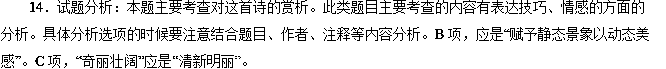 14．试题分析：本题主要考查对这首诗的赏析。此类题目主要考查的内容有表达技巧、情感的方面的
分析。具体分析选项的时候要注意结合题目、作者、注释等内容分析。B 项，应是“赋予静态景象以动态美
感”。C 项，“奇丽壮阔”应是“清新明丽”。